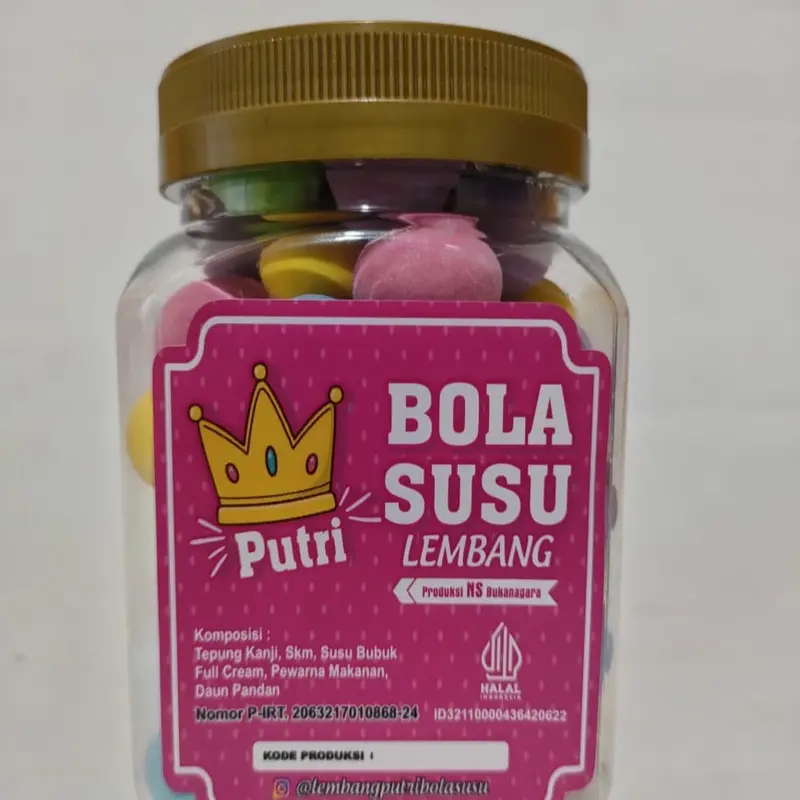 Putri
BOLA
SUSU
LEMBANG
Produksi NS Bukanagara
Komposisi :
Tepung Kanji, Skm, Susu Bubuk
Full Cream, Pewarna Makanan,
Daun Pandan
Nomor P-IRT. 2063217010868-24
HALAL
INDONESIA
ID32110000436420622
KODE PRODUKSI :
@lembangputribolasusu